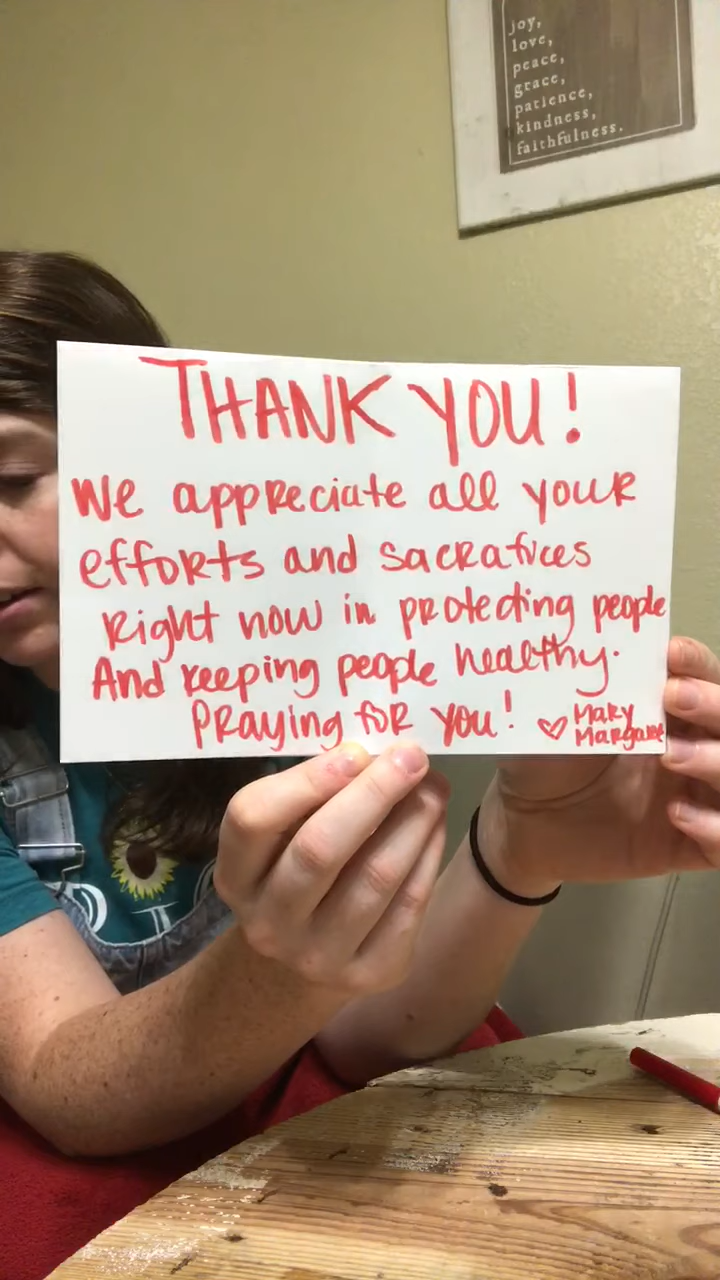 joy,
love,
peace,
grace,
patience,
kindness,
faithfulness.
THANK YOU!
We appreciate all your
efforts and sacrafices
Right now in protecting people
And keeping people healthy.
Praying for you! ♡ Mary
Margaret